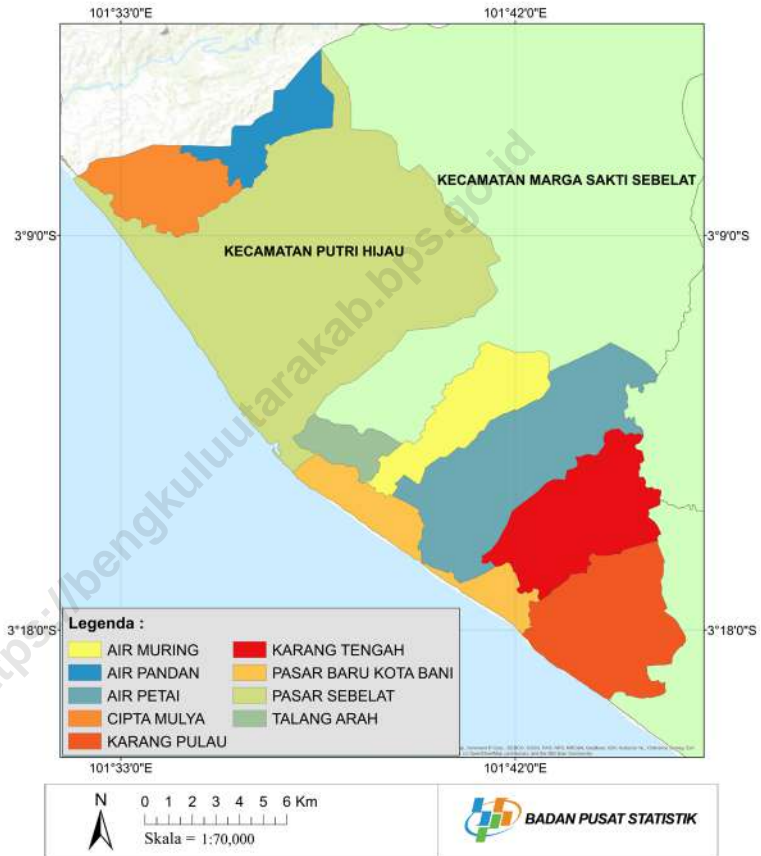 101°33'0"E 101°42'0"E
KECAMATAN MARGA SAKTI SEBELAT
3°9'0"S 3°9'0"S
KECAMATAN PUTRI HIJAU
https://bengkuluutarakab.bps.go.id
Legenda :
AIR MURING
AIR PANDAN
AIR PETAI
CIPTA MULYA
KARANG PULAU
KARANG TENGAH
PASAR BARU KOTA BANI
PASAR SEBELAT
TALANG ARAH
3°18'0"S 3°18'0"S
101°33'0"E 101°42'0"E
N
0 1 2 3 4 5 6 Km
Skala = 1:70,000
BADAN PUSAT STATISTIK